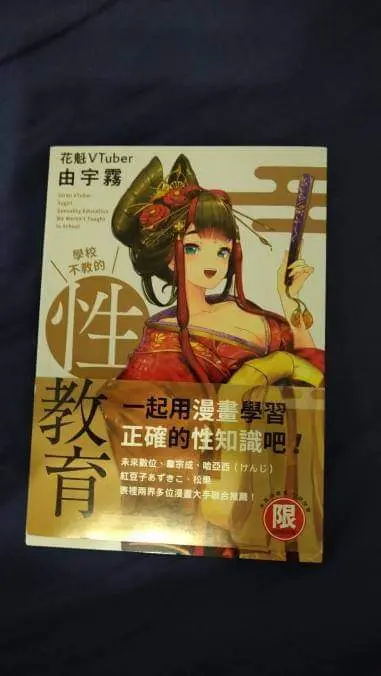 花魁VTuber
由宇霧
Oiran VTuber
Yugiri
Sexuality Education
We Weren't Taught
in School
學校
不教的
性
教育
一起用漫畫學習
正確的性知識吧！
未來數位、韋宗成、哈亞西（けんじ）
紅豆子あずきこ、松果
表裡兩界多位漫畫大手聯合推薦！
限